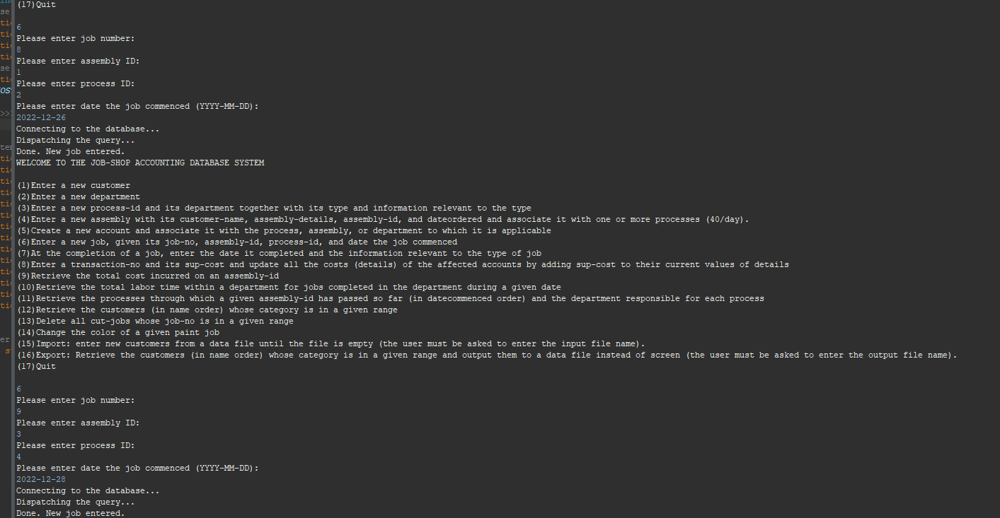 (17)Quit
6
Please enter job number:
8
Please enter assembly ID:
1
Please enter process ID:
2
Please enter date the job commenced (YYYY-MM-DD):
2022-12-26
Connecting to the database...
Dispatching the query...
Done. New job entered.
WELCOME TO THE JOB-SHOP ACCOUNTING DATABASE SYSTEM
(1)Enter a new customer
(2)Enter a new department
(3)Enter a new process-id and its department together with its type and information relevant to the type
(4)Enter a new assembly with its customer-name, assembly-details, assembly-id, and dateordered and associate it with one or more processes (40/day).
(5)Create a new account and associate it with the process, assembly, or department to which it is applicable
(6)Enter a new job, given its job-no, assembly-id, process-id, and date the job commenced
(7)At the completion of a job, enter the date it completed and the information relevant to the type of job
(8)Enter a transaction-no and its sup-cost and update all the costs (details) of the affected accounts by adding sup-cost to their current values of details
(9)Retrieve the total cost incurred on an assembly-id
(10)Retrieve the total labor time within a department for jobs completed in the department during a given date
(11)Retrieve the processes through which a given assembly-id has passed so far (in datecommenced order) and the department responsible for each process
(12)Retrieve the customers (in name order) whose category is in a given range
(13)Delete all cut-jobs whose job-no is in a given range
(14)Change the color of a given paint job
(15)Import: enter new customers from a data file until the file is empty (the user must be asked to enter the input file name).
(16)Export: Retrieve the customers (in name order) whose category is in a given range and output them to a data file instead of screen (the user must be asked to enter the output file name).
(17)Quit
6
Please enter job number:
9
Please enter assembly ID:
3
Please enter process ID:
4
Please enter date the job commenced (YYYY-MM-DD):
2022-12-28
Connecting to the database...
Dispatching the query...
Done. New job entered.